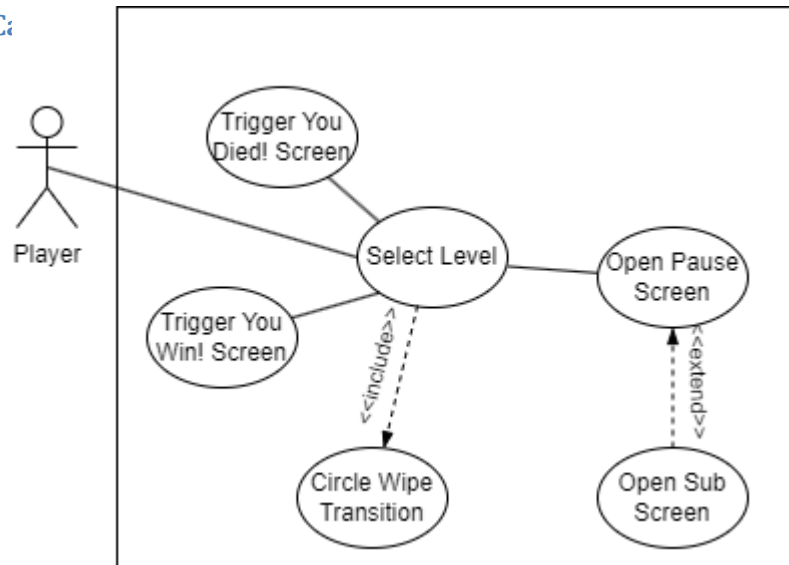 Trigger You
Died! Screen
Player
Select Level
Open Pause
Screen
Trigger You
Win! Screen
<<include>>
<<extend>>
Circle Wipe
Transition
Open Sub
Screen